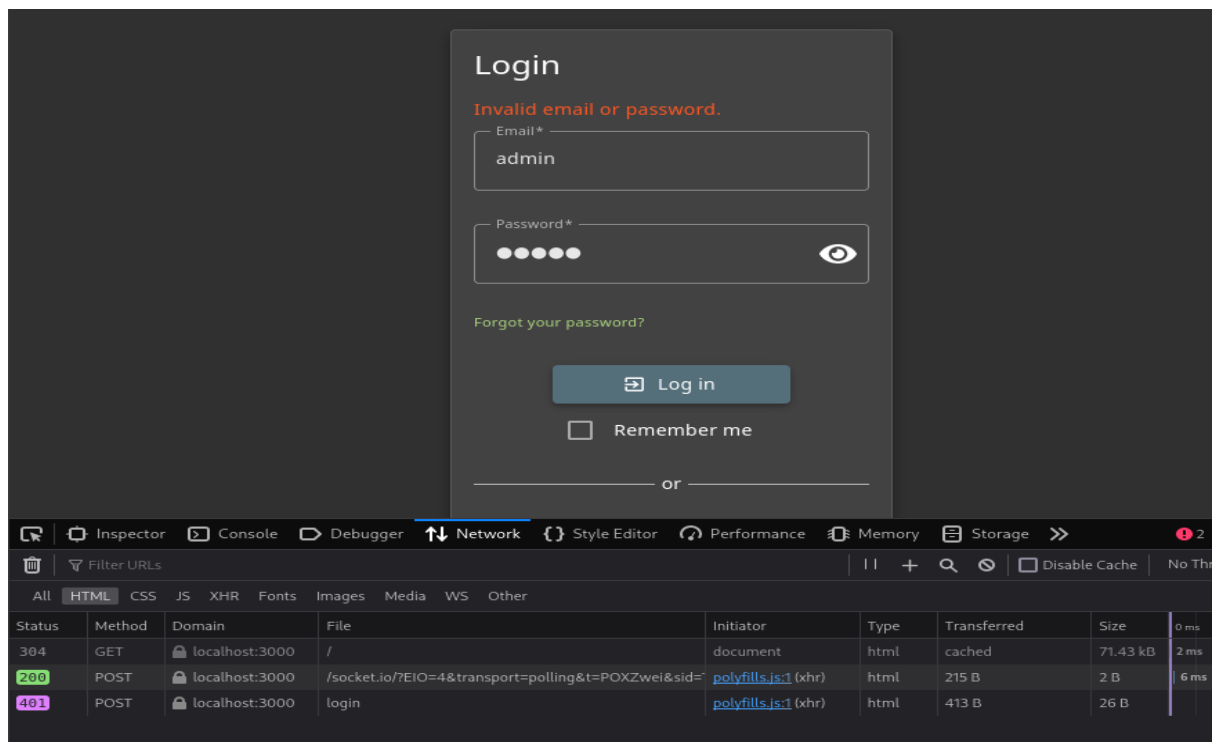 Login
Invalid email or password.
Email*
admin
Password*
Forgot your password?
Log in
Remember me
or
Inspector Console Debugger Network Style Editor Performance Memory Storage 2
Filter URLs Disable Cache No Thr
All HTML CSS JS XHR Fonts Images Media WS Other
Status Method Domain File Initiator Type Transferred Size 0 ms
304 GET localhost:3000 / document html cached 71.43 kB 2 ms
200 POST localhost:3000 /socket.io/?EIO=4&transport=polling&t=POXZwei&sid= polyfills.js:1 (xhr) html 215 B 2 B 6 ms
401 POST localhost:3000 login polyfills.js:1 (xhr) html 413 B 26 B